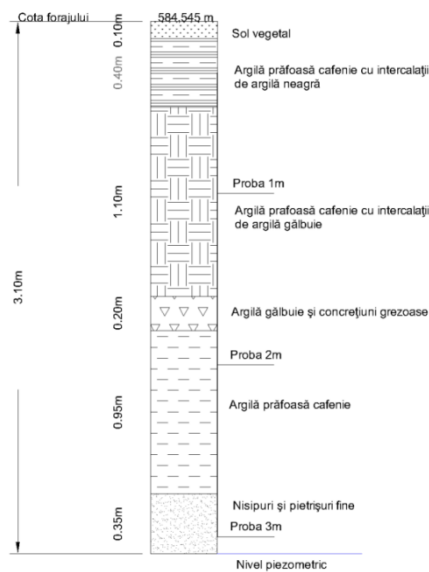 Cota forajului 584,545 m
0.10m
Sol vegetal
0.40m
Argilă prăfoasă cafenie cu intercalații
de argilă neagră
1.10m
Proba 1m
Argilă prafoasă cafenie cu intercalații
de argilă gălbuie
3.10m
0.20m
Argilă gălbuie și concrețiuni grezoase
Proba 2m
0.95m
Argilă prăfoasă cafenie
0.35m
Nisipuri și pietrișuri fine
Proba 3m
Nivel piezometric